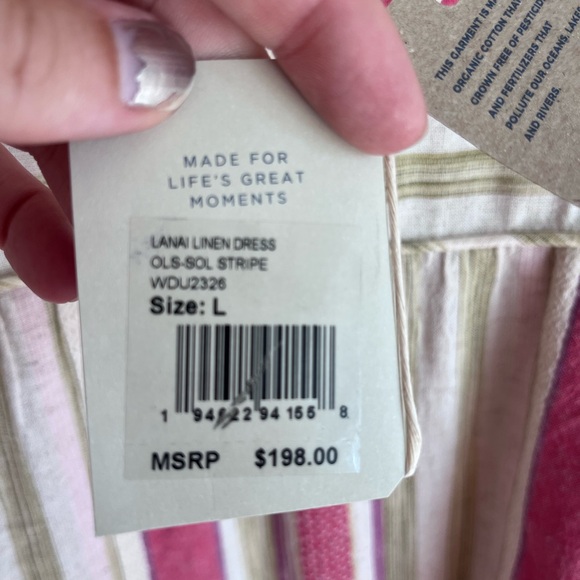 MADE FOR
LIFE'S GREAT
MOMENTS
LANAI LINEN DRESS
OLS-SOL STRIPE
WDU2326
Size: L
MSRP $198.00
THIS GARMENT IS
ORGANIC COTTON THAT
GROWN FREE OF
AND FERTILIZERS THAT
POLLUTE OUR OCEANS,
AND RIVERS.